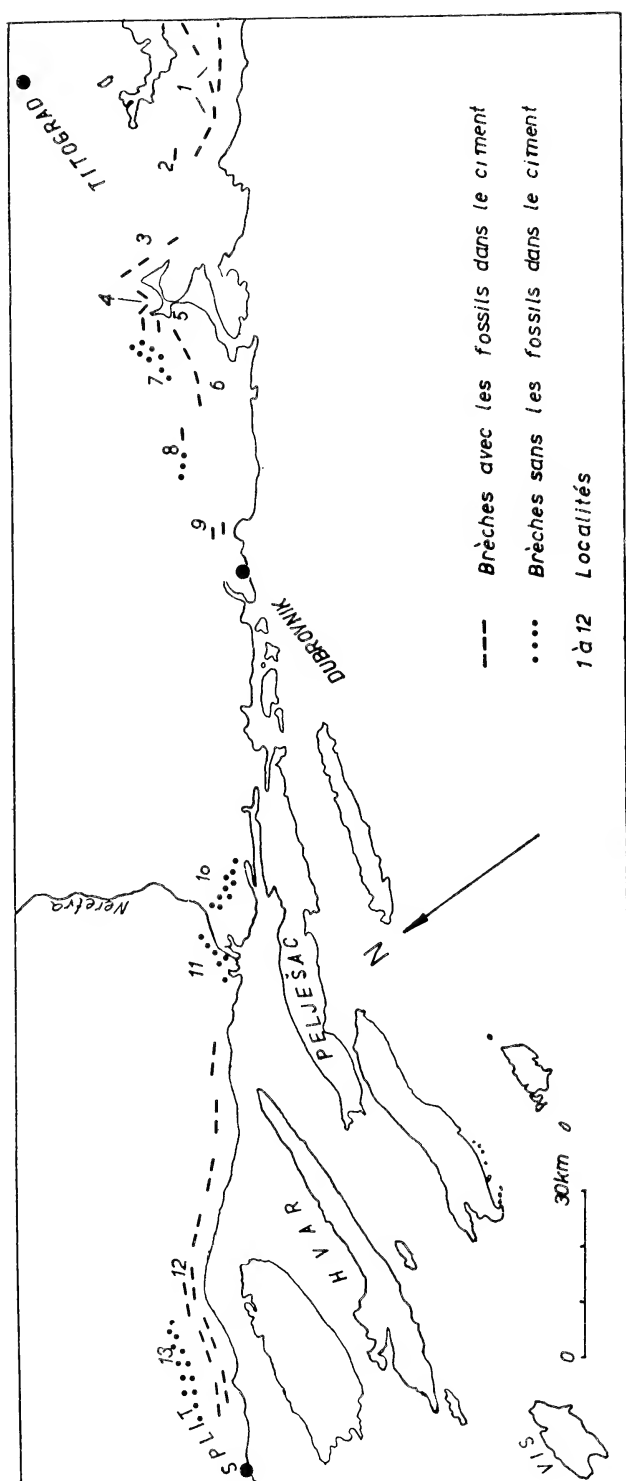 TITOGRAD
1
2
3
4
5
6
7
8
9
DUBROVNIK
10
Neretva
11
PELJEŠAC
N
12
HVAR
13
SPLIT
VIS
0 30km
--- Brèches avec les fossils dans le ciment
•••• Brèches sans les fossils dans le ciment
1 à 12 Localités